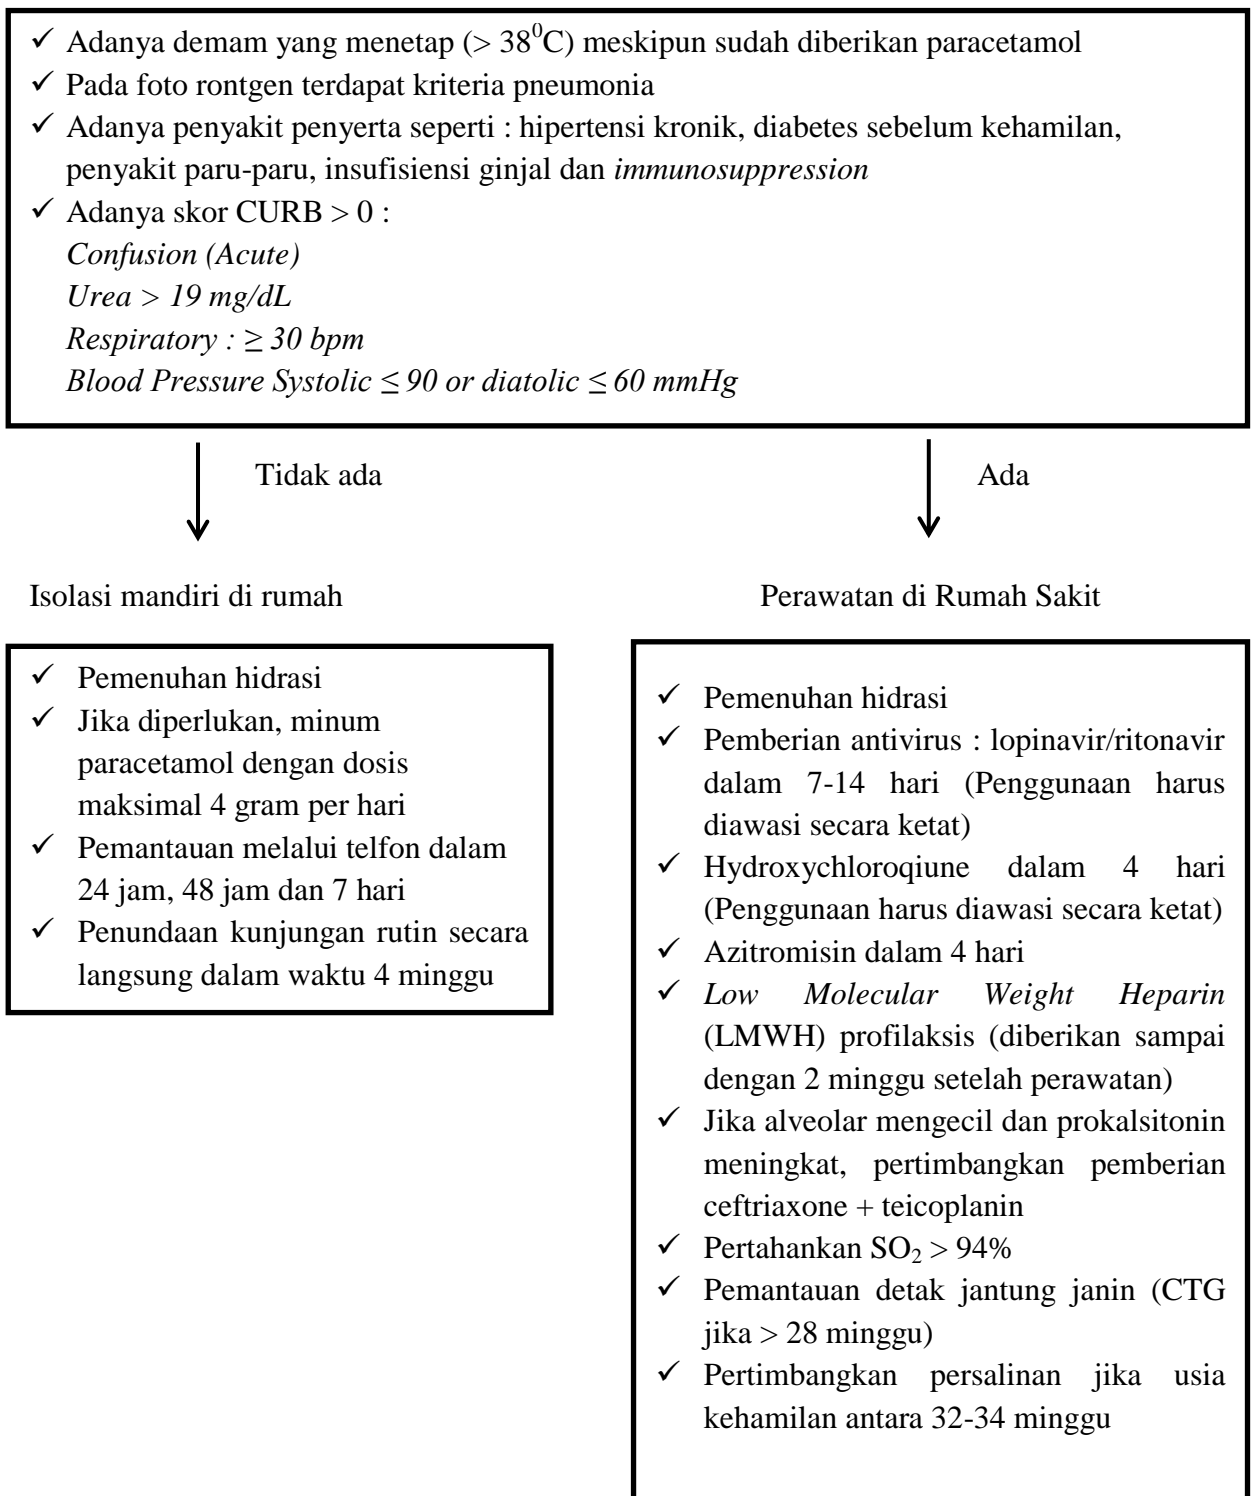 ✓ Adanya demam yang menetap (> 38⁰C) meskipun sudah diberikan paracetamol
✓ Pada foto rontgen terdapat kriteria pneumonia
✓ Adanya penyakit penyerta seperti : hipertensi kronik, diabetes sebelum kehamilan,
penyakit paru-paru, insufisiensi ginjal dan immunosuppression
✓ Adanya skor CURB > 0 :
Confusion (Acute)
Urea > 19 mg/dL
Respiratory : ≥ 30 bpm
Blood Pressure Systolic ≤ 90 or diatolic ≤ 60 mmHg
Tidak ada
Ada
Isolasi mandiri di rumah
✓ Pemenuhan hidrasi
✓ Jika diperlukan, minum
paracetamol dengan dosis
maksimal 4 gram per hari
✓ Pemantauan melalui telfon dalam
24 jam, 48 jam dan 7 hari
✓ Penundaan kunjungan rutin secara
langsung dalam waktu 4 minggu
Perawatan di Rumah Sakit
✓ Pemenuhan hidrasi
✓ Pemberian antivirus : lopinavir/ritonavir
dalam 7-14 hari (Penggunaan harus
diawasi secara ketat)
✓ Hydroxychloroqiune dalam 4 hari
(Penggunaan harus diawasi secara ketat)
✓ Azitromisin dalam 4 hari
✓ Low Molecular Weight Heparin
(LMWH) profilaksis (diberikan sampai
dengan 2 minggu setelah perawatan)
✓ Jika alveolar mengecil dan prokalsitonin
meningkat, pertimbangkan pemberian
ceftriaxone + teicoplanin
✓ Pertahankan SO₂ > 94%
✓ Pemantauan detak jantung janin (CTG
jika > 28 minggu)
✓ Pertimbangkan persalinan jika usia
kehamilan antara 32-34 minggu